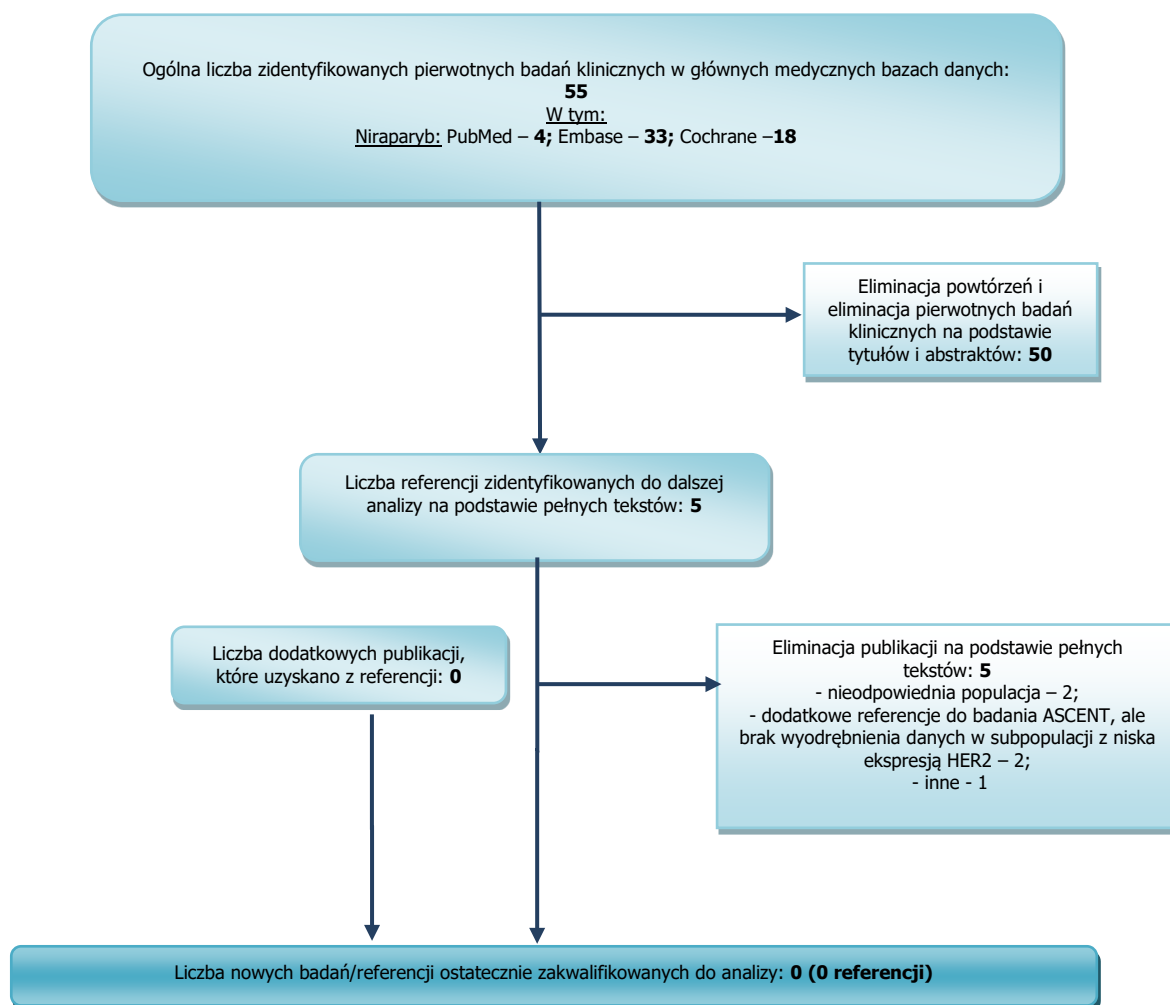 Ogólna liczba zidentyfikowanych pierwotnych badań klinicznych w głównych medycznych bazach danych:
55
W tym:
Niraparyb: PubMed – 4; Embase – 33; Cochrane –18
Eliminacja powtórzeń i
eliminacja pierwotnych badań
klinicznych na podstawie
tytułów i abstraktów: 50
Liczba referencji zidentyfikowanych do dalszej
analizy na podstawie pełnych tekstów: 5
Liczba dodatkowych publikacji,
które uzyskano z referencji: 0
Eliminacja publikacji na podstawie pełnych
tekstów: 5
- nieodpowiednia populacja – 2;
- dodatkowe referencje do badania ASCENT, ale
brak wyodrębnienia danych w subpopulacji z niska
ekspresją HER2 – 2;
- inne - 1
Liczba nowych badań/referencji ostatecznie zakwalifikowanych do analizy: 0 (0 referencji)